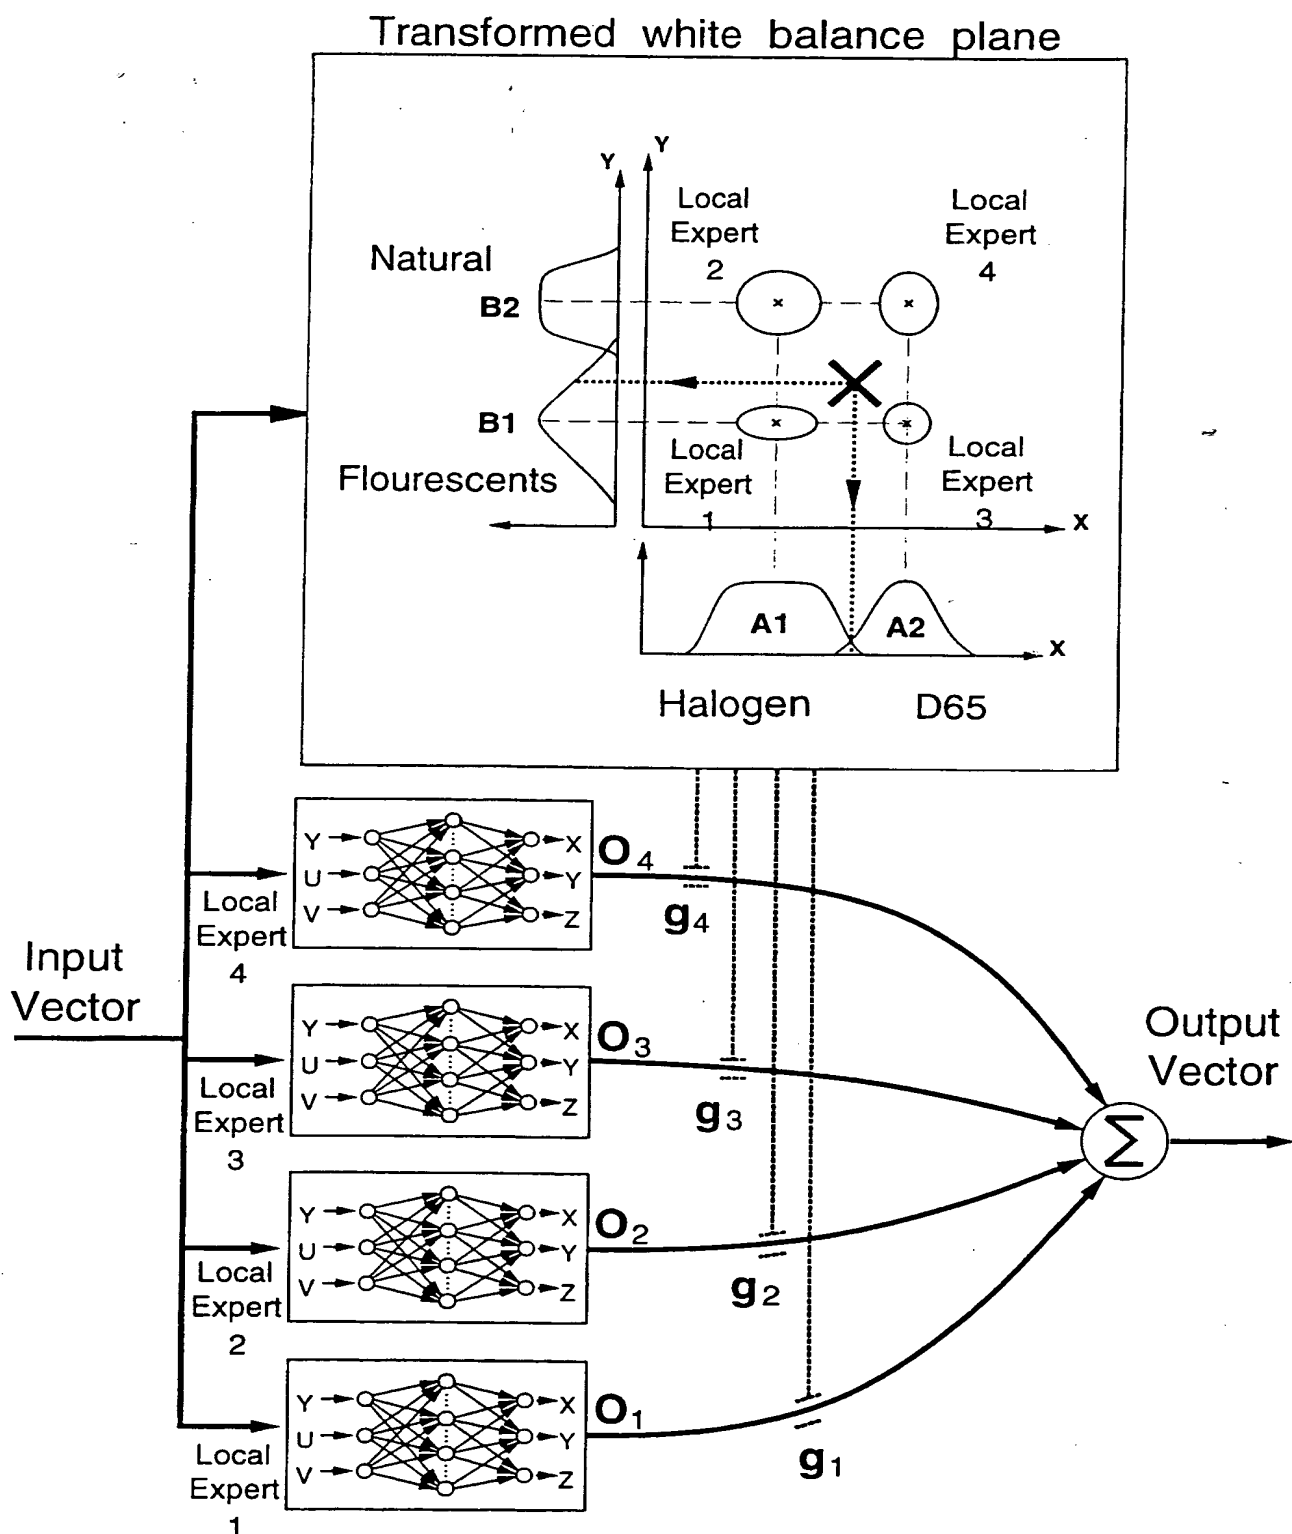 Transformed white balance plane
Y
Y
Local
Expert
2
Local
Expert
4
Natural
B2
B1
Flourescents
Local
Expert
1
Local
Expert
3
X
A1
A2
X
Halogen
D65
Y
U
V
X
Y
Z
O4
g4
Local
Expert
4
Input
Vector
Y
U
V
X
Y
Z
O3
g3
Local
Expert
3
Output
Vector
Σ
Y
U
V
X
Y
Z
O2
g2
Local
Expert
2
Y
U
V
X
Y
Z
O1
g1
Local
Expert
1